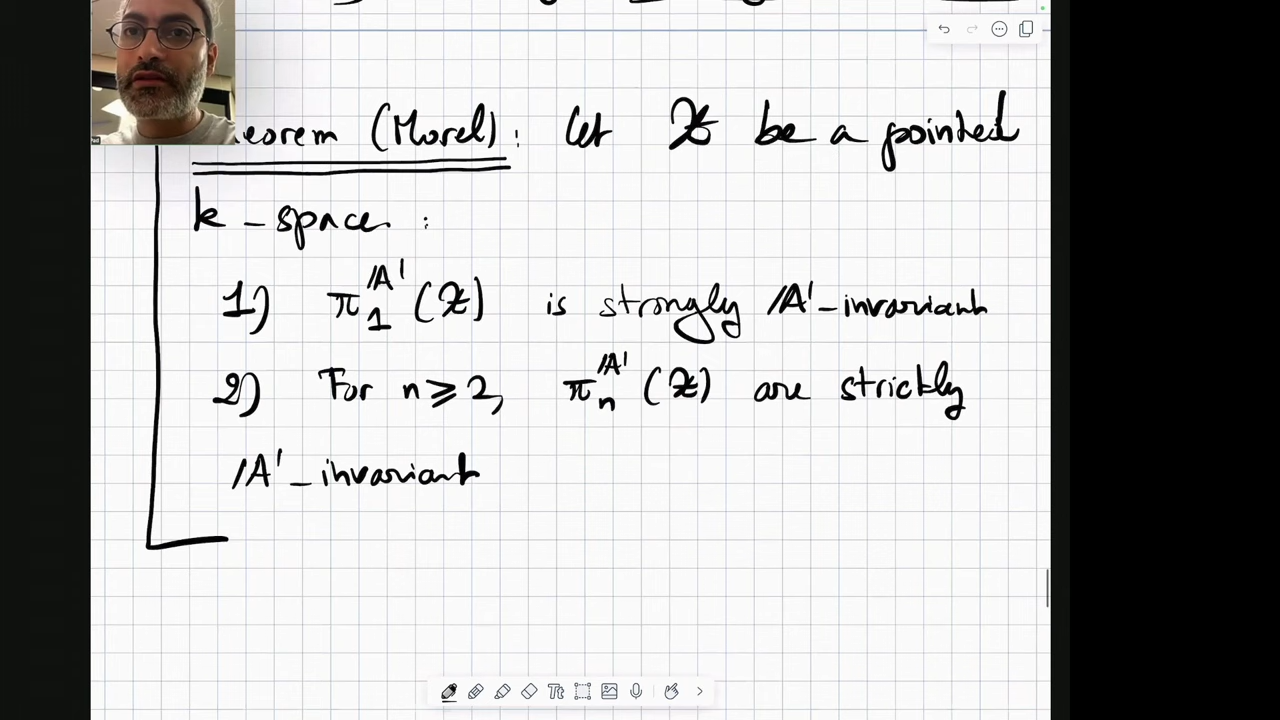 eorem (Morel): Let 𝒳 be a pointed
k-space :
1) π₁^{𝔸¹}(𝒳) is strongly 𝔸¹-invariant
2) For n ⩾ 2, πₙ^{𝔸¹}(𝒳) are strictly
𝔸¹-invariant